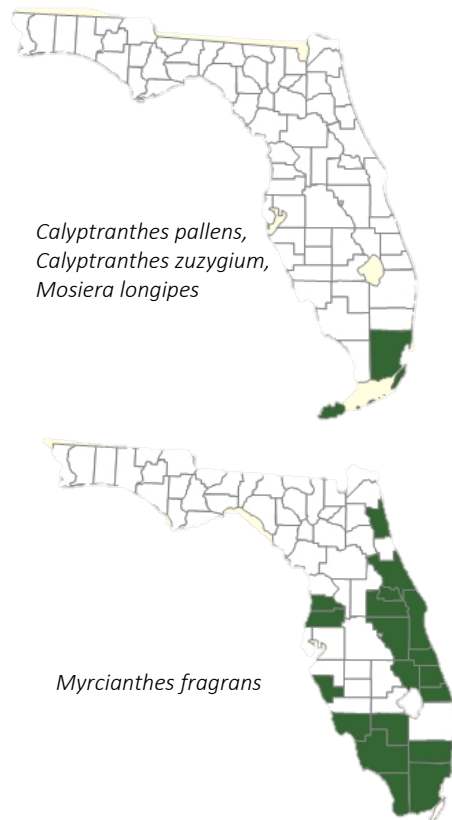 Calyptranthes pallens,
Calyptranthes zuzygium,
Mosiera longipes
Myrcianthes fragrans